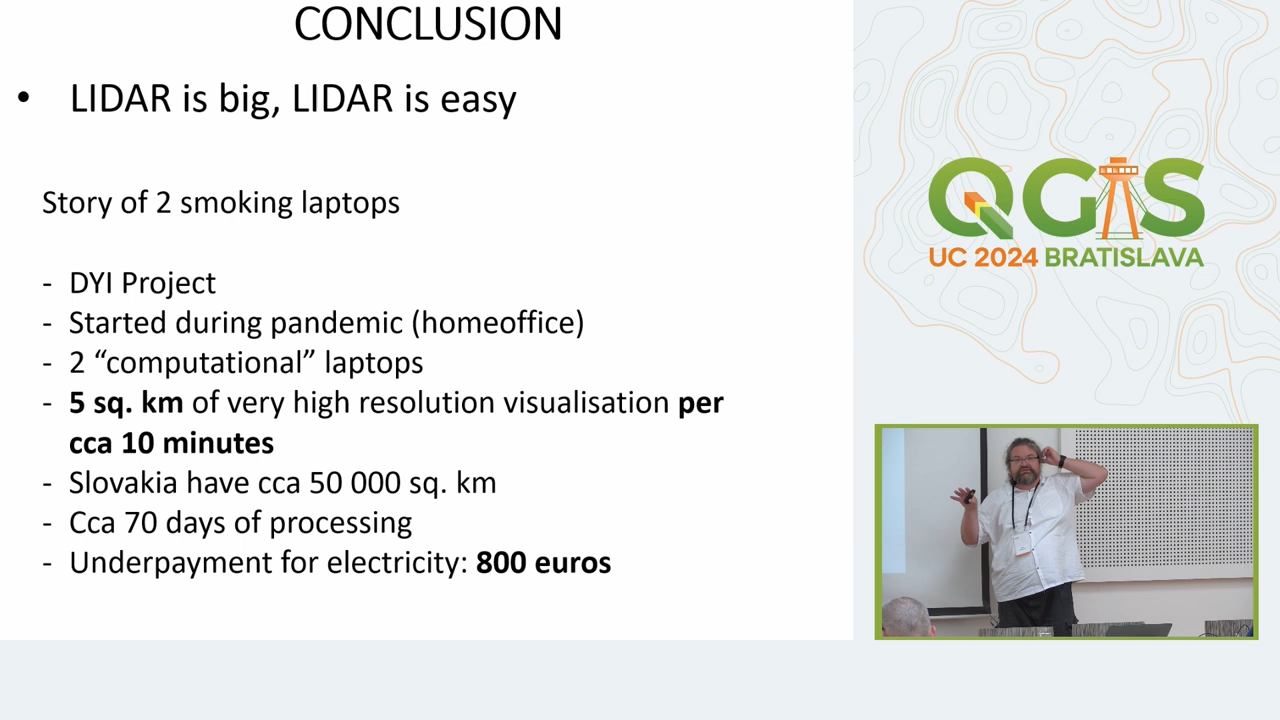 CONCLUSION
• LIDAR is big, LIDAR is easy
Story of 2 smoking laptops
- DYI Project
- Started during pandemic (homeoffice)
- 2 “computational” laptops
- 5 sq. km of very high resolution visualisation per
cca 10 minutes
- Slovakia have cca 50 000 sq. km
- Cca 70 days of processing
- Underpayment for electricity: 800 euros
QGIS
UC 2024 BRATISLAVA